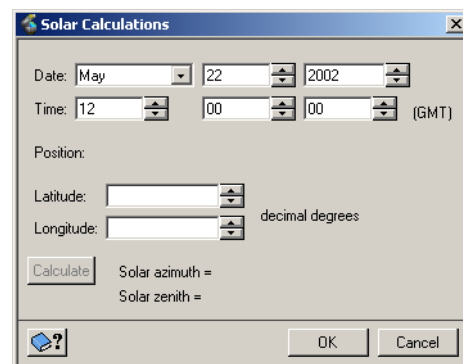 Solar Calculations
Date: May 22 2002
Time: 12 00 00 (GMT)
Position:
Latitude:
decimal degrees
Longitude:
Calculate Solar azimuth =
Solar zenith =
? OK Cancel